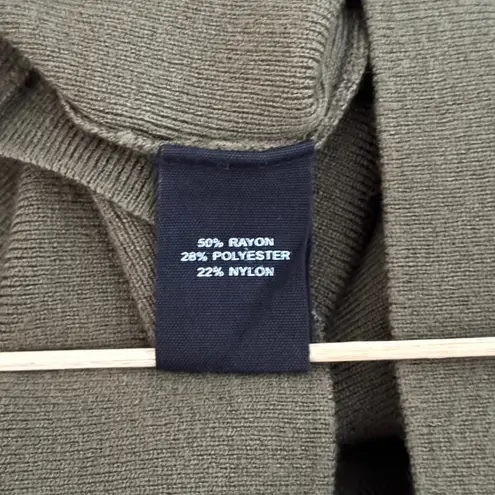 50% RAYON
28% POLYESTER
22% NYLON